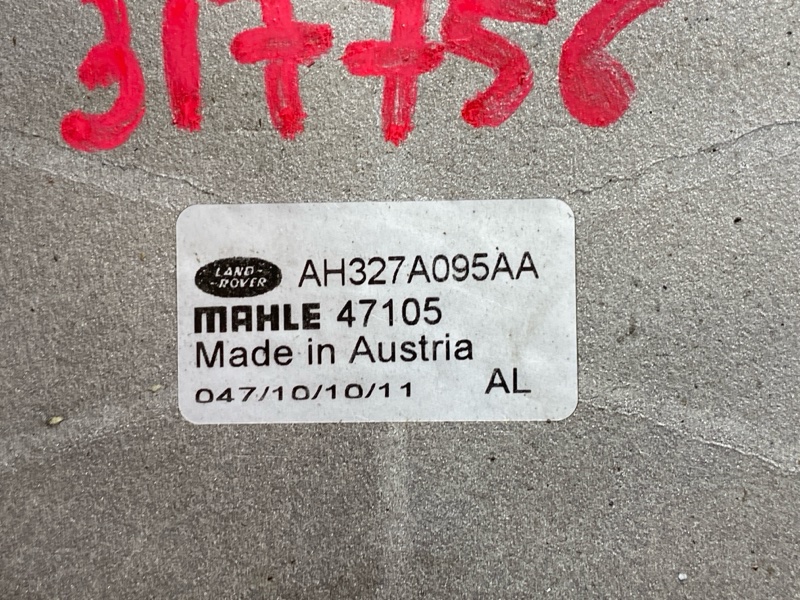 317756
LAND-
-ROVER
AH327A095AA
MAHLE 47105
Made in Austria
047/10/10/11 AL